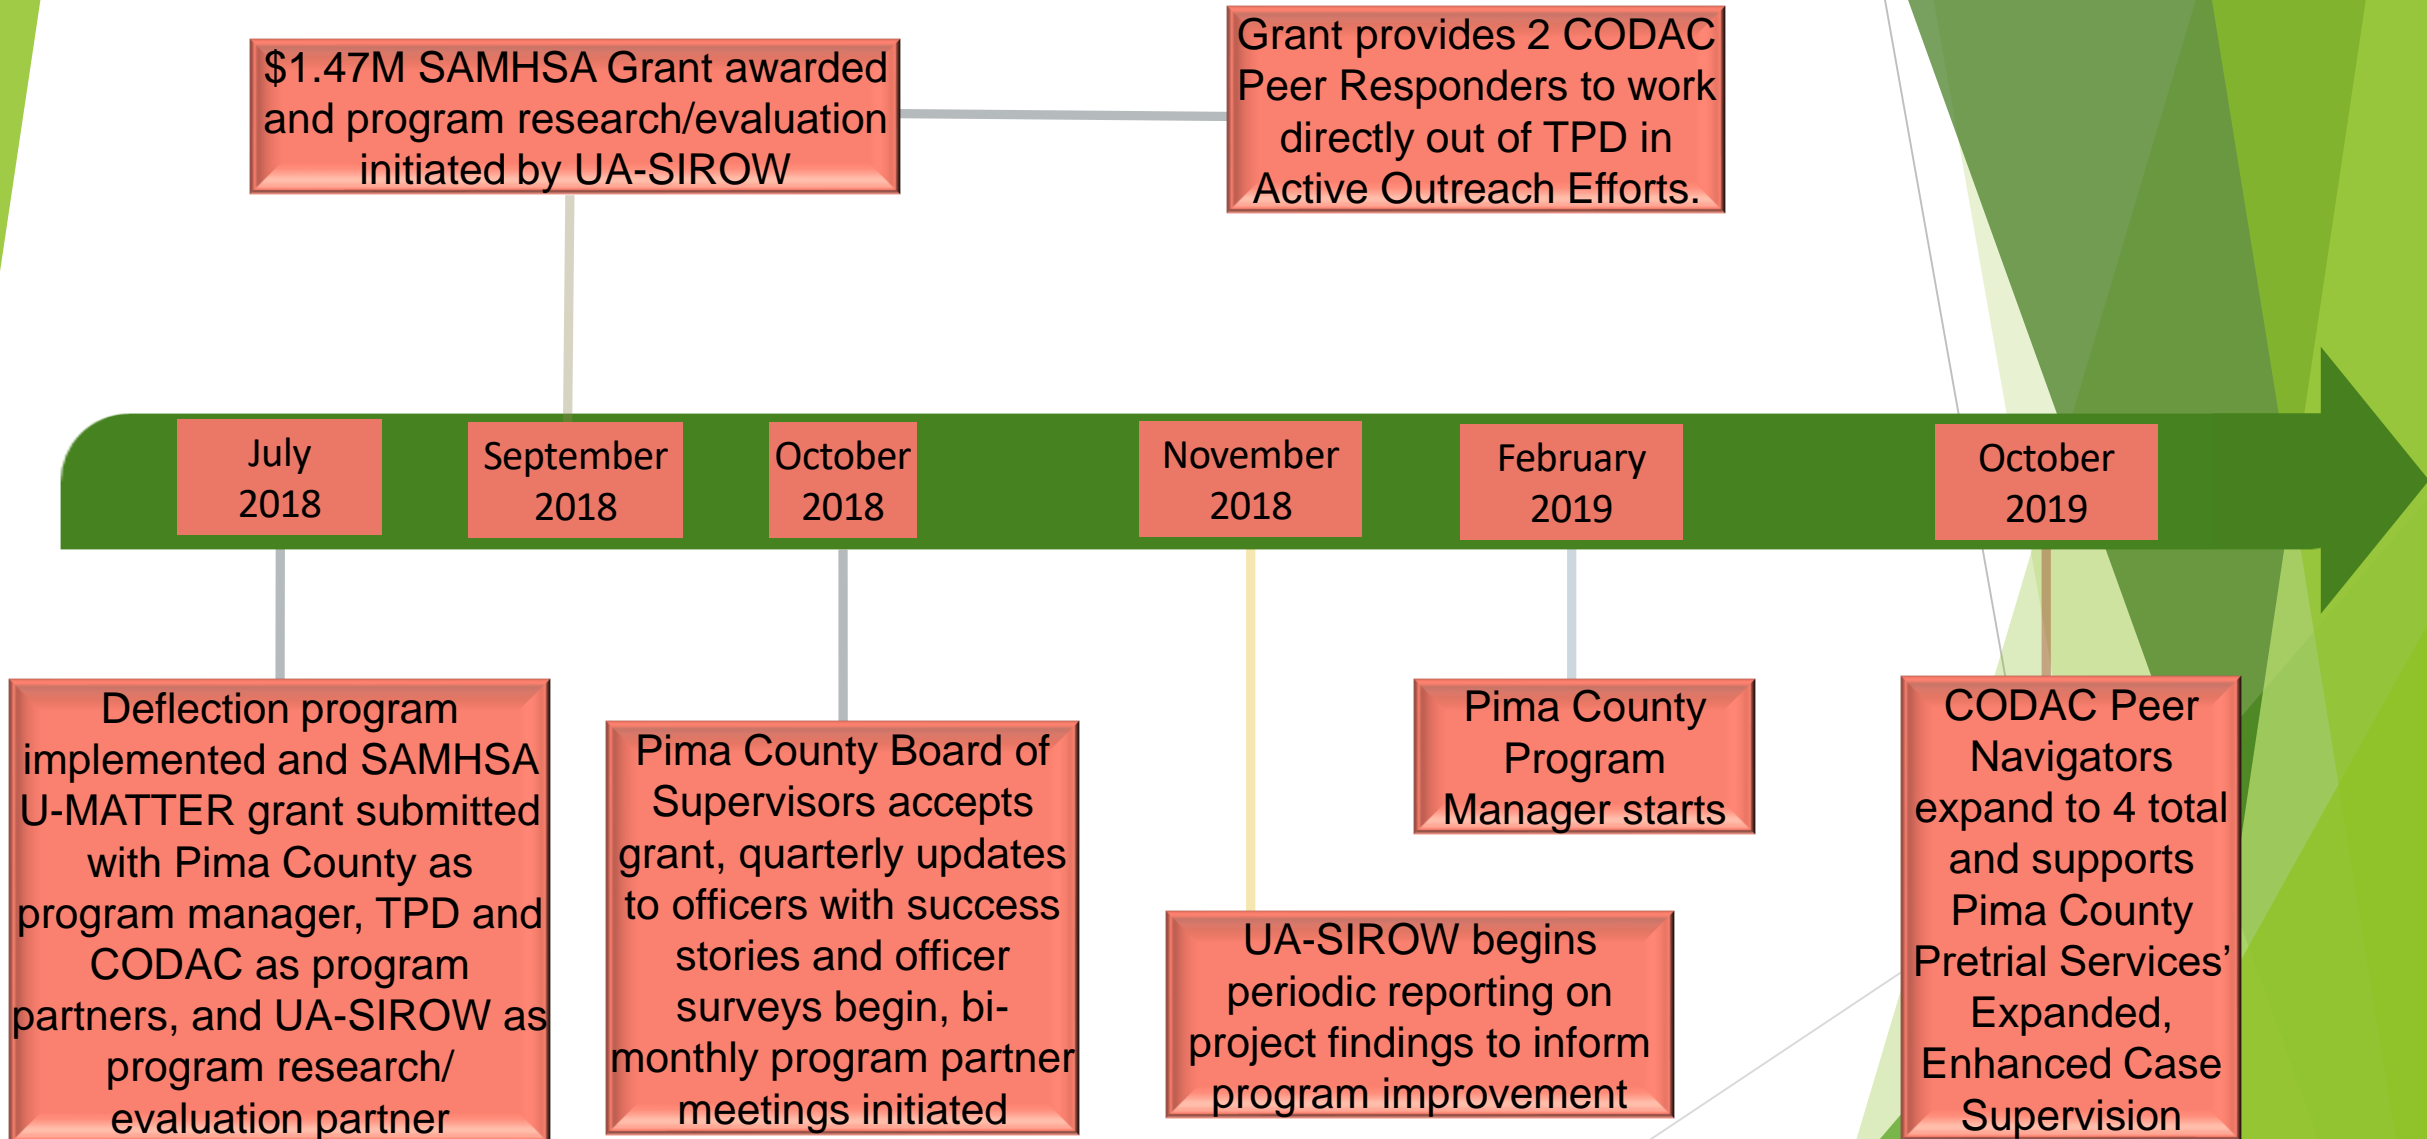 $1.47M SAMHSA Grant awarded
and program research/evaluation
initiated by UA-SIROW
Grant provides 2 CODAC
Peer Responders to work
directly out of TPD in
Active Outreach Efforts.
July
2018
September
2018
October
2018
November
2018
February
2019
October
2019
Deflection program
implemented and SAMHSA
U-MATTER grant submitted
with Pima County as
program manager, TPD and
CODAC as program
partners, and UA-SIROW as
program research/
evaluation partner
Pima County Board of
Supervisors accepts
grant, quarterly updates
to officers with success
stories and officer
surveys begin, bi-
monthly program partner
meetings initiated
UA-SIROW begins
periodic reporting on
project findings to inform
program improvement
Pima County
Program
Manager starts
CODAC Peer
Navigators
expand to 4 total
and supports
Pima County
Pretrial Services’
Expanded,
Enhanced Case
Supervision